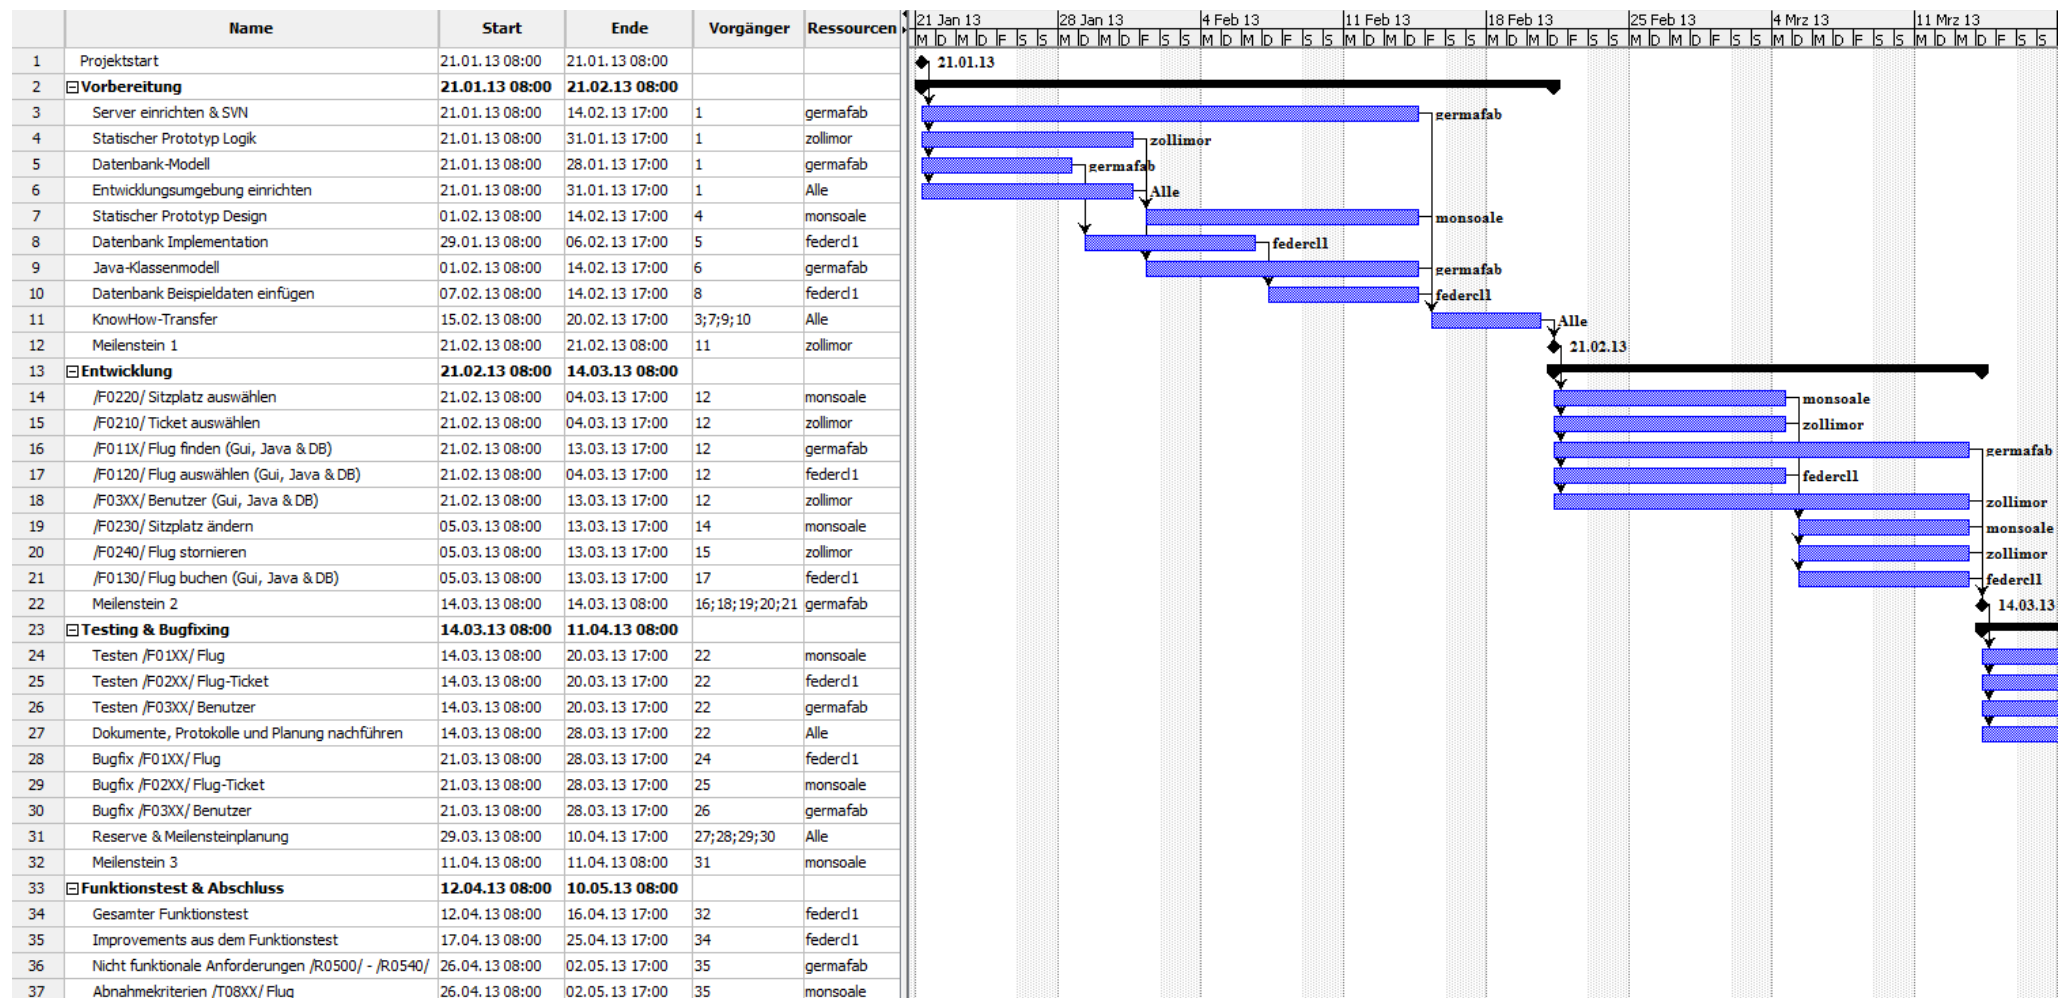 Name Start Ende Vorgänger Ressourcen 21 Jan 13 28 Jan 13 4 Feb 13 11 Feb 13 18 Feb 13 25 Feb 13 4 Mrz 13 11 Mrz 13
M D M D F S S M D M D F S S M D M D F S S M D M D F S S M D M D F S S M D M D F S S M D M D F S S M D M D F S S
1 Projektstart 21.01.13 08:00 21.01.13 08:00 21.01.13
2 Vorbereitung 21.01.13 08:00 21.02.13 08:00
3 Server einrichten & SVN 21.01.13 08:00 14.02.13 17:00 1 germafab germafab
4 Statischer Prototyp Logik 21.01.13 08:00 31.01.13 17:00 1 zollimor zollimor
5 Datenbank-Modell 21.01.13 08:00 28.01.13 17:00 1 germafab germafab
6 Entwicklungsumgebung einrichten 21.01.13 08:00 31.01.13 17:00 1 Alle Alle
7 Statischer Prototyp Design 01.02.13 08:00 14.02.13 17:00 4 monsoale monsoale
8 Datenbank Implementation 29.01.13 08:00 06.02.13 17:00 5 federcl1 federcl1
9 Java-Klassenmodell 01.02.13 08:00 14.02.13 17:00 6 germafab germafab
10 Datenbank Beispieldaten einfügen 07.02.13 08:00 14.02.13 17:00 8 federcl1 federcl1
11 KnowHow-Transfer 15.02.13 08:00 20.02.13 17:00 3;7;9;10 Alle Alle
12 Meilenstein 1 21.02.13 08:00 21.02.13 08:00 11 zollimor 21.02.13
13 Entwicklung 21.02.13 08:00 14.03.13 08:00
14 /F0220/ Sitzplatz auswählen 21.02.13 08:00 04.03.13 17:00 12 monsoale monsoale
15 /F0210/ Ticket auswählen 21.02.13 08:00 04.03.13 17:00 12 zollimor zollimor
16 /F011X/ Flug finden (Gui, Java & DB) 21.02.13 08:00 13.03.13 17:00 12 germafab germafab
17 /F0120/ Flug auswählen (Gui, Java & DB) 21.02.13 08:00 04.03.13 17:00 12 federcl1 federcl1
18 /F03XX/ Benutzer (Gui, Java & DB) 21.02.13 08:00 13.03.13 17:00 12 zollimor zollimor
19 /F0230/ Sitzplatz ändern 05.03.13 08:00 13.03.13 17:00 14 monsoale monsoale
20 /F0240/ Flug stornieren 05.03.13 08:00 13.03.13 17:00 15 zollimor zollimor
21 /F0130/ Flug buchen (Gui, Java & DB) 05.03.13 08:00 13.03.13 17:00 17 federcl1 federcl1
22 Meilenstein 2 14.03.13 08:00 14.03.13 08:00 16;18;19;20;21 germafab 14.03.13
23 Testing & Bugfixing 14.03.13 08:00 11.04.13 08:00
24 Testen /F01XX/ Flug 14.03.13 08:00 20.03.13 17:00 22 monsoale
25 Testen /F02XX/ Flug-Ticket 14.03.13 08:00 20.03.13 17:00 22 federcl1
26 Testen /F03XX/ Benutzer 14.03.13 08:00 20.03.13 17:00 22 germafab
27 Dokumente, Protokolle und Planung nachführen 14.03.13 08:00 28.03.13 17:00 22 Alle
28 Bugfix /F01XX/ Flug 21.03.13 08:00 28.03.13 17:00 24 federcl1
29 Bugfix /F02XX/ Flug-Ticket 21.03.13 08:00 28.03.13 17:00 25 monsoale
30 Bugfix /F03XX/ Benutzer 21.03.13 08:00 28.03.13 17:00 26 germafab
31 Reserve & Meilensteinplanung 29.03.13 08:00 10.04.13 17:00 27;28;29;30 Alle
32 Meilenstein 3 11.04.13 08:00 11.04.13 08:00 31 monsoale
33 Funktionstest & Abschluss 12.04.13 08:00 10.05.13 08:00
34 Gesamter Funktionstest 12.04.13 08:00 16.04.13 17:00 32 federcl1
35 Improvements aus dem Funktionstest 17.04.13 08:00 25.04.13 17:00 34 federcl1
36 Nicht funktionale Anforderungen /R0500/ - /R0540/ 26.04.13 08:00 02.05.13 17:00 35 germafab
37 Abnahmekriterien /T08XX/ Flug 26.04.13 08:00 02.05.13 17:00 35 monsoale